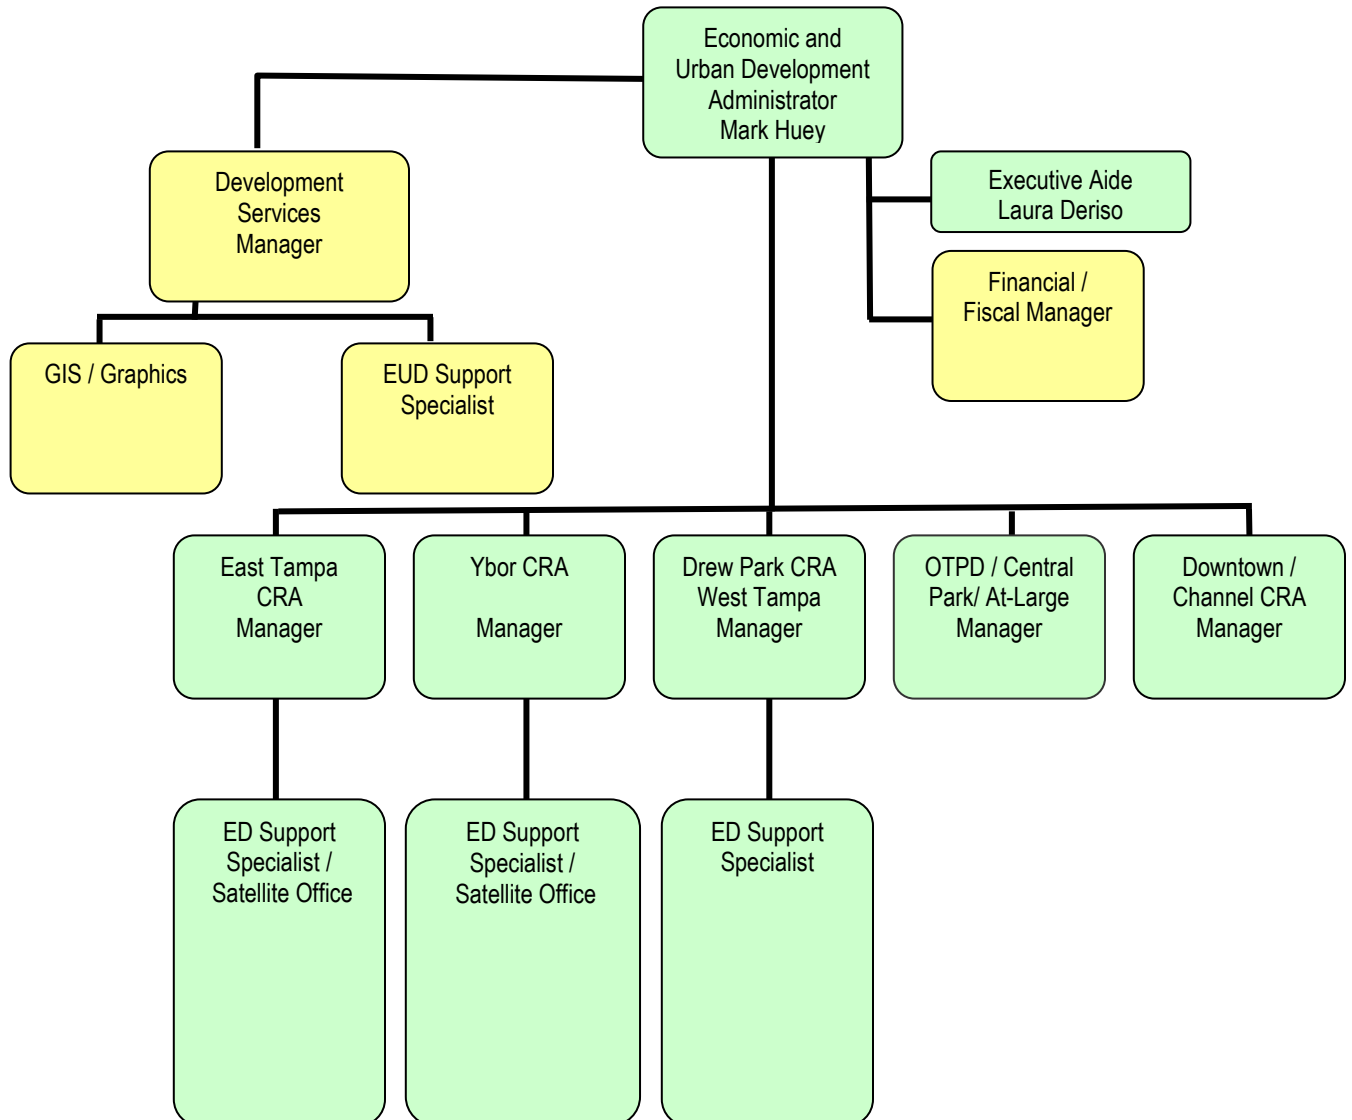 Economic and
Urban Development
Administrator
Mark Huey
Development
Services
Manager
Executive Aide
Laura Deriso
Financial /
Fiscal Manager
GIS / Graphics
EUD Support
Specialist
East Tampa
CRA
Manager
Ybor CRA
Manager
Drew Park CRA
West Tampa
Manager
OTPD / Central
Park/ At-Large
Manager
Downtown /
Channel CRA
Manager
ED Support
Specialist /
Satellite Office
ED Support
Specialist /
Satellite Office
ED Support
Specialist